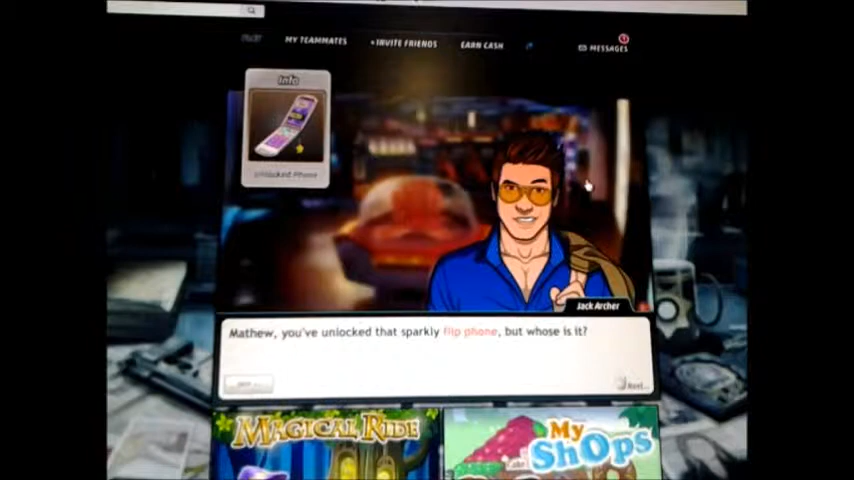 MY TEAMMATES
+INVITE FRIENDS
EARN CASH
MESSAGES
Info
Unlocked Phone
Jack Archer
Mathew, you've unlocked that sparkly flip phone, but whose is it?
MAGICAL RIDE
My
ShOps